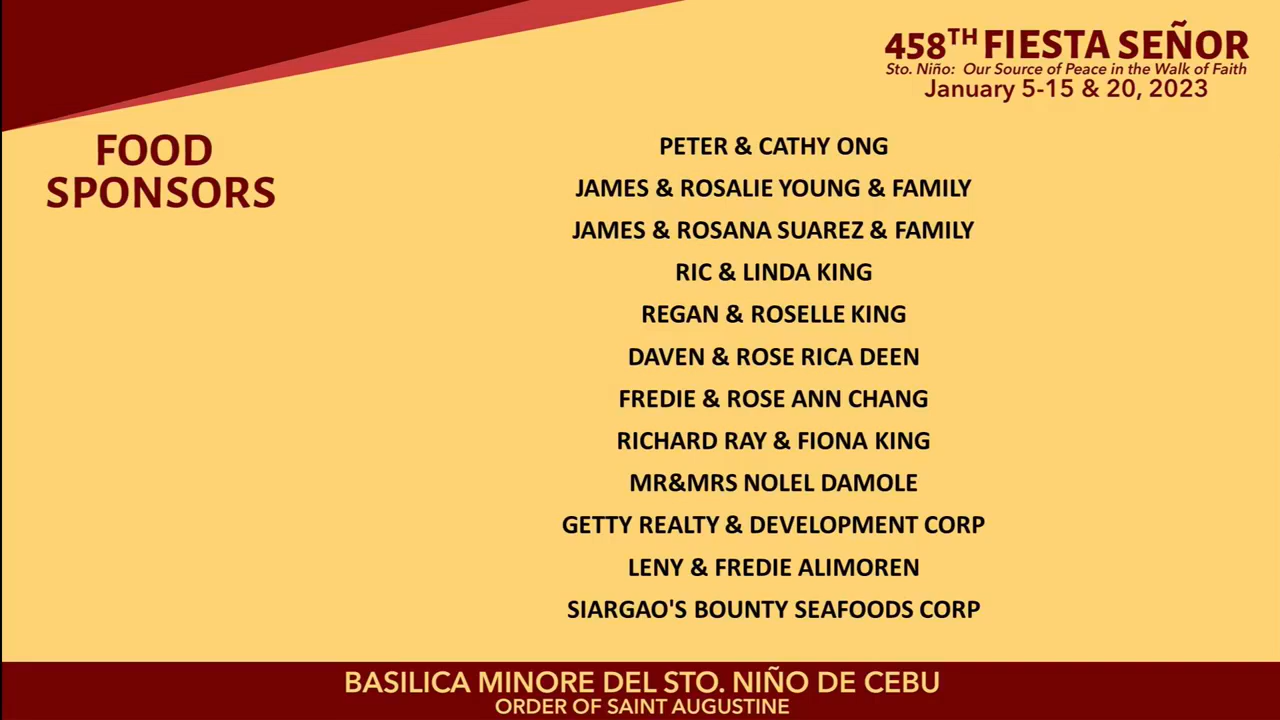 458TH FIESTA SEÑOR
Sto. Niño: Our Source of Peace in the Walk of Faith
January 5-15 & 20, 2023
FOOD
SPONSORS
PETER & CATHY ONG
JAMES & ROSALIE YOUNG & FAMILY
JAMES & ROSANA SUAREZ & FAMILY
RIC & LINDA KING
REGAN & ROSELLE KING
DAVEN & ROSE RICA DEEN
FREDIE & ROSE ANN CHANG
RICHARD RAY & FIONA KING
MR&MRS NOLEL DAMOLE
GETTY REALTY & DEVELOPMENT CORP
LENY & FREDIE ALIMOREN
SIARGAO'S BOUNTY SEAFOODS CORP
BASILICA MINORE DEL STO. NIÑO DE CEBU
ORDER OF SAINT AUGUSTINE